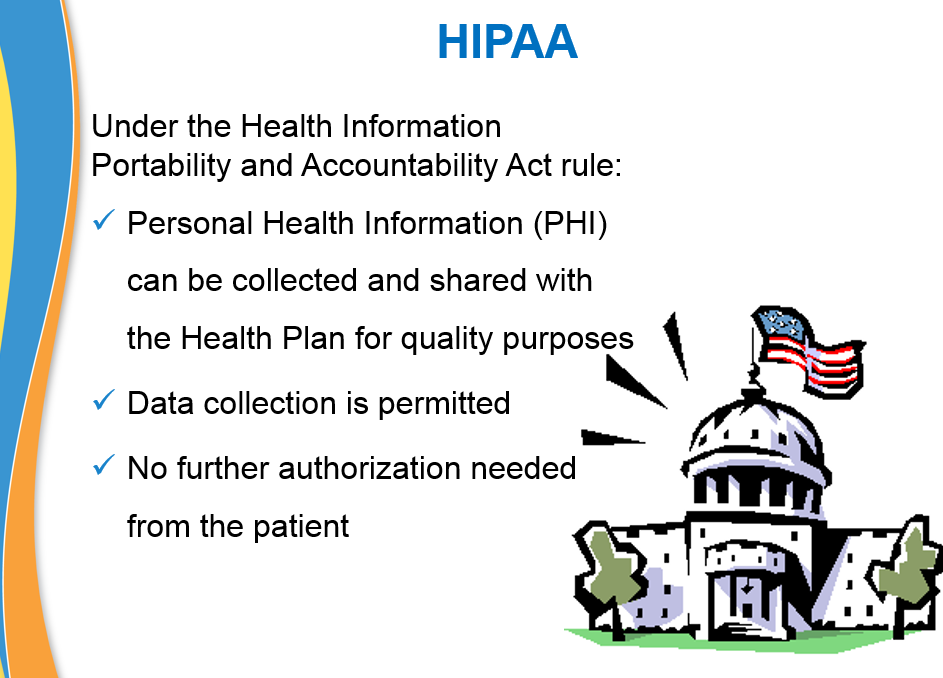 HIPAA
Under the Health Information
Portability and Accountability Act rule:
✓ Personal Health Information (PHI)
can be collected and shared with
the Health Plan for quality purposes
✓ Data collection is permitted
✓ No further authorization needed
from the patient